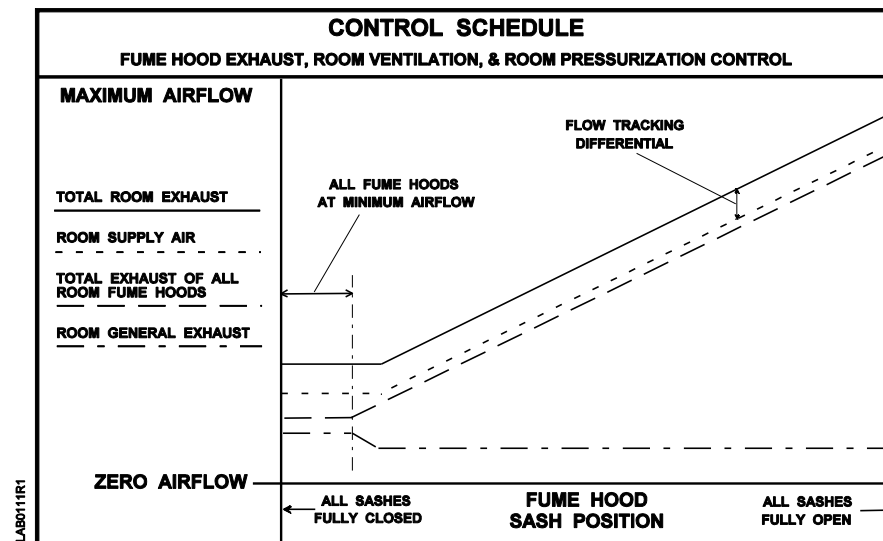 CONTROL SCHEDULE
FUME HOOD EXHAUST, ROOM VENTILATION, & ROOM PRESSURIZATION CONTROL
MAXIMUM AIRFLOW
TOTAL ROOM EXHAUST
ROOM SUPPLY AIR
TOTAL EXHAUST OF ALL
ROOM FUME HOODS
ROOM GENERAL EXHAUST
ZERO AIRFLOW
ALL FUME HOODS
AT MINIMUM AIRFLOW
FLOW TRACKING
DIFFERENTIAL
ALL SASHES
FULLY CLOSED
FUME HOOD
SASH POSITION
ALL SASHES
FULLY OPEN
LAB0111R1